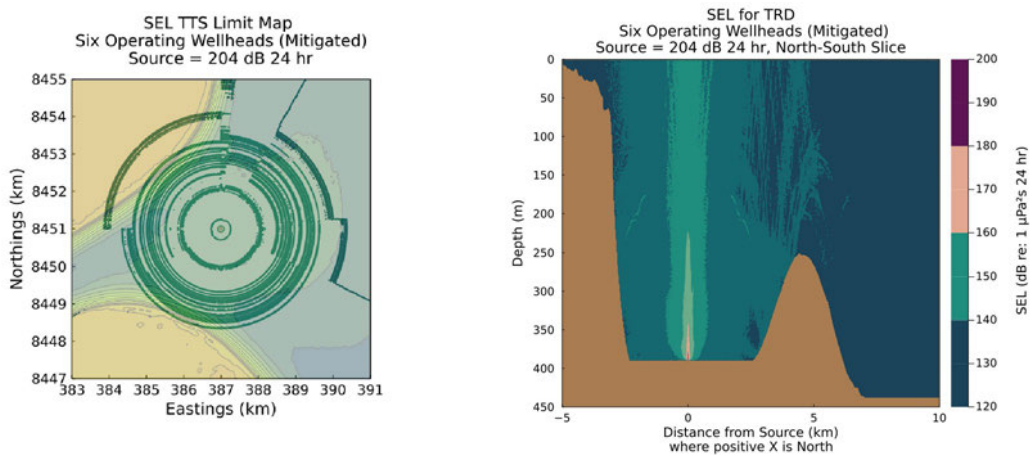 SEL TTS Limit Map
Six Operating Wellheads (Mitigated)
Source = 204 dB 24 hr
8455
8454
8453
8452
8451
8450
8449
8448
8447
Northings (km)
383 384 385 386 387 388 389 390 391
Eastings (km)
SEL for TRD
Six Operating Wellheads (Mitigated)
Source = 204 dB 24 hr, North-South Slice
0
50
100
150
200
250
300
350
400
450
Depth (m)
-5 0 5 10
Distance from Source (km)
where positive X is North
200
190
180
170
160
150
140
130
120
SEL (dB re: 1 μPa²s 24 hr)